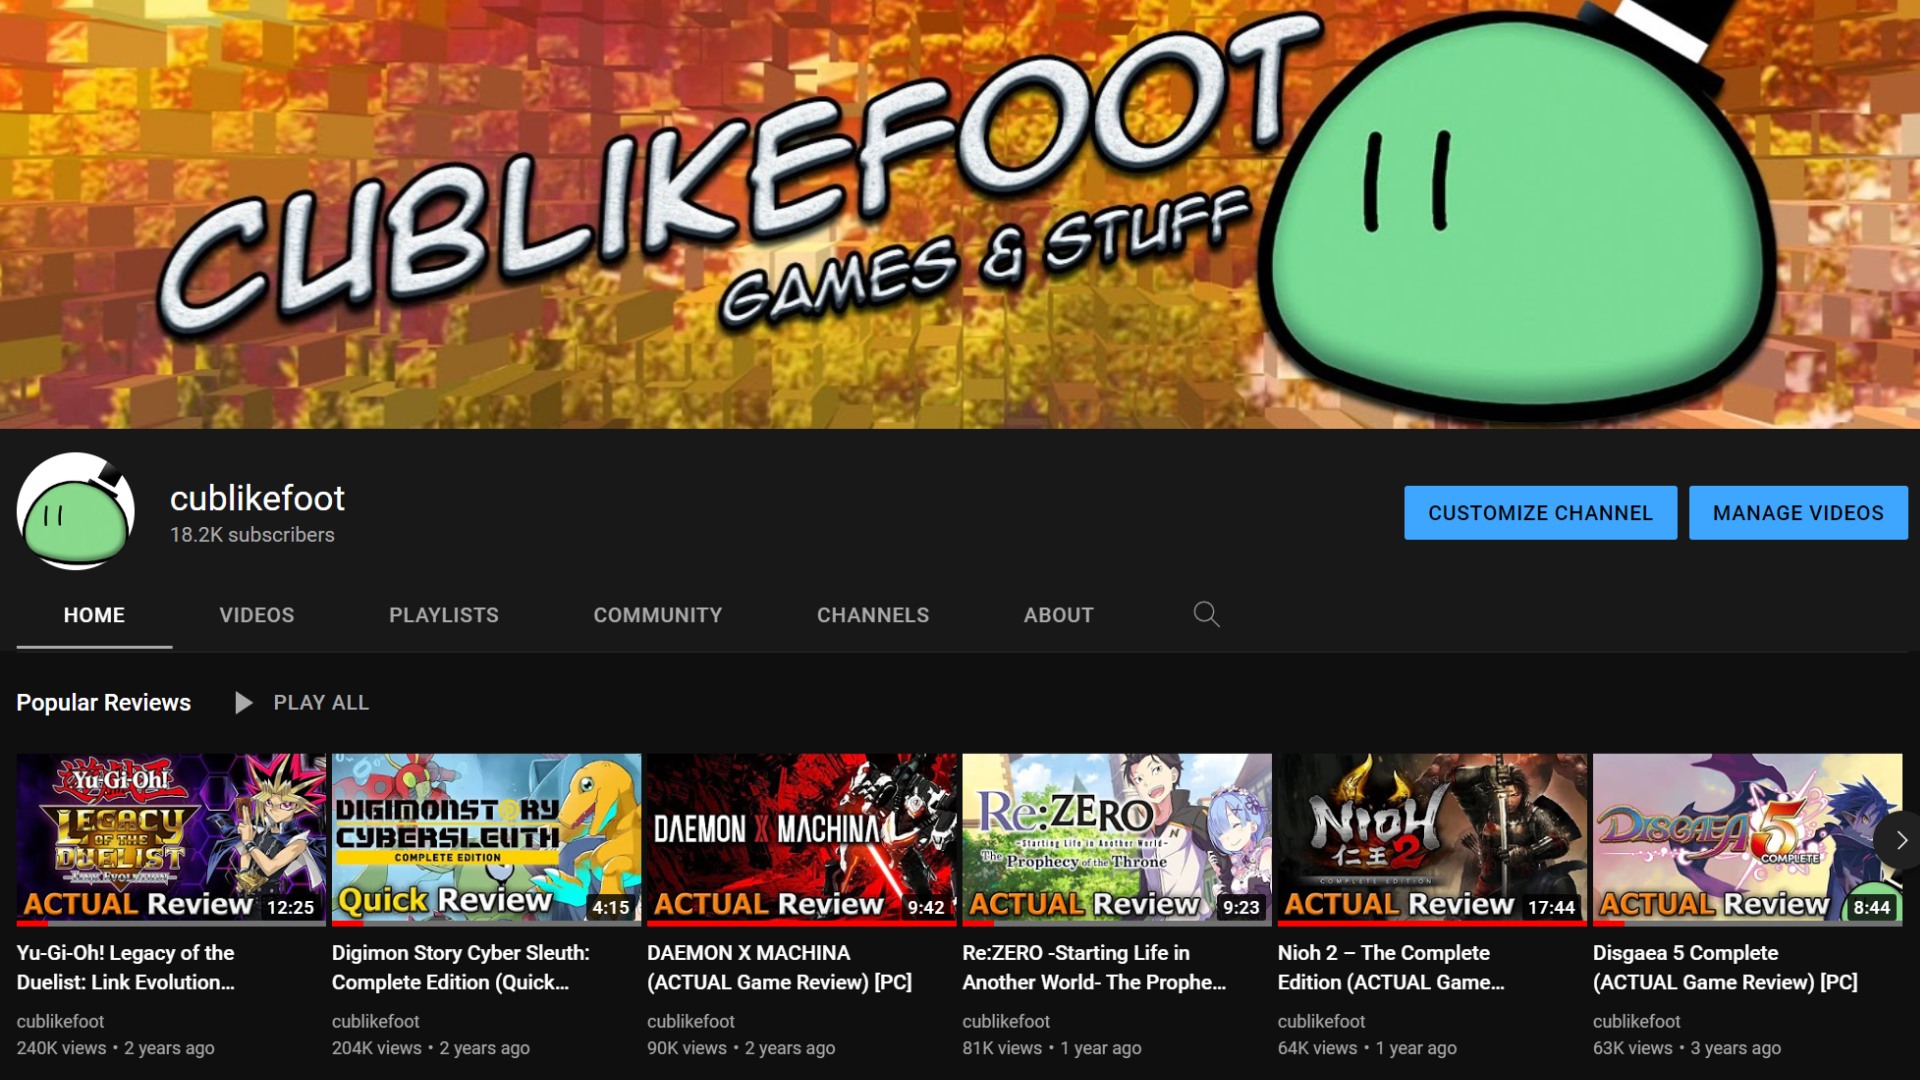 CUBLIKEFOOT
GAMES & STUFF
cublikefoot
18.2K subscribers
CUSTOMIZE CHANNEL
MANAGE VIDEOS
HOME
VIDEOS
PLAYLISTS
COMMUNITY
CHANNELS
ABOUT
Popular Reviews
PLAY ALL
Yu-Gi-Oh!
LEGACY
OF THE
DUELIST
LINK EVOLUTION
ACTUAL Review
12:25
DIGIMON STORY
CYBER SLEUTH
COMPLETE EDITION
Quick Review
4:15
DAEMON X MACHINA
ACTUAL Review
9:42
Re:ZERO
-Starting Life in Another World-
The Prophecy of the Throne
ACTUAL Review
9:23
NIOH 2
仁王
COMPLETE EDITION
ACTUAL Review
17:44
DISGAEA 5
COMPLETE
ACTUAL Review
8:44
Yu-Gi-Oh! Legacy of the
Duelist: Link Evolution...
cublikefoot
240K views • 2 years ago
Digimon Story Cyber Sleuth:
Complete Edition (Quick...
cublikefoot
204K views • 2 years ago
DAEMON X MACHINA
(ACTUAL Game Review) [PC]
cublikefoot
90K views • 2 years ago
Re:ZERO -Starting Life in
Another World- The Prophe...
cublikefoot
81K views • 1 year ago
Nioh 2 – The Complete
Edition (ACTUAL Game...
cublikefoot
64K views • 1 year ago
Disgaea 5 Complete
(ACTUAL Game Review) [PC]
cublikefoot
63K views • 3 years ago